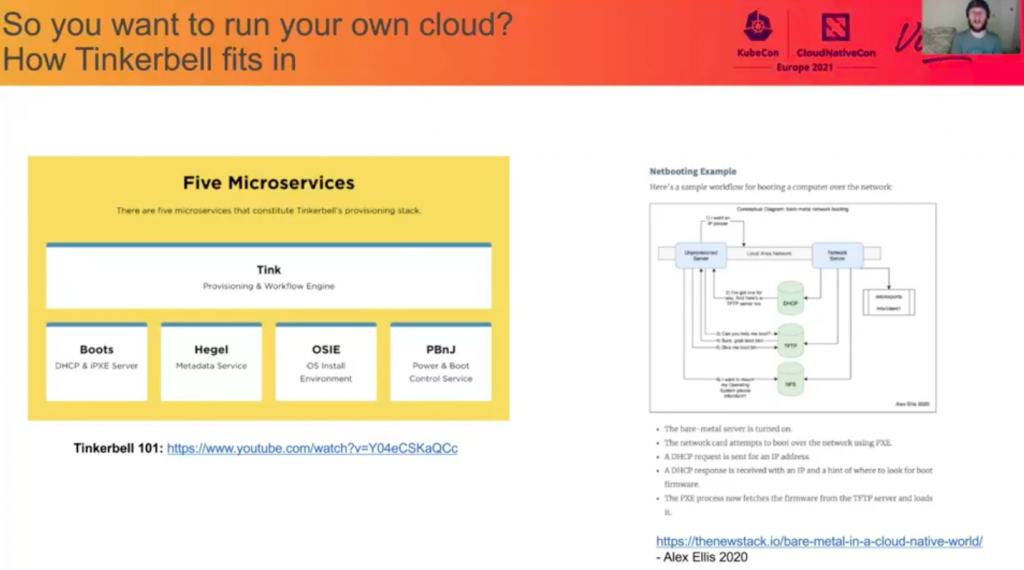 So you want to run your own cloud?
How Tinkerbell fits in
KubeCon
CloudNativeCon
Europe 2021
Five Microservices
There are five microservices that constitute Tinkerbell's provisioning stack.
Tink
Provisioning & Workflow Engine
Boots
DHCP & iPXE Server
Hegel
Metadata Service
OSIE
OS Install
Environment
PBnJ
Power & Boot
Control Service
Tinkerbell 101: https://www.youtube.com/watch?v=Y04eCSKaQCc
Netbooting Example
Here's a sample workflow for booting a computer over the network:
Conceptual Diagram: bare-metal network booting
1) I want an
IP please
Unprovisioned
Server
Local Area Network
Network
Server
2) I've got one for
you. And here's a
TFTP server too
DHCP
3) Can you help me boot?
4) Sure, grab boot.bin
5) Give me boot.bin
TFTP
6) I want to mount
my Operating
System please
NFS
Alex Ellis 2020
• The bare-metal server is turned on.
• The network card attempts to boot over the network using PXE.
• A DHCP request is sent for an IP address.
• A DHCP response is received with an IP and a hint of where to look for boot
firmware.
• The PXE process now fetches the firmware from the TFTP server and loads
it.
https://thenewstack.io/bare-metal-in-a-cloud-native-world/
- Alex Ellis 2020